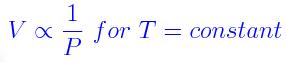 V ∝ 1/P for T = constant